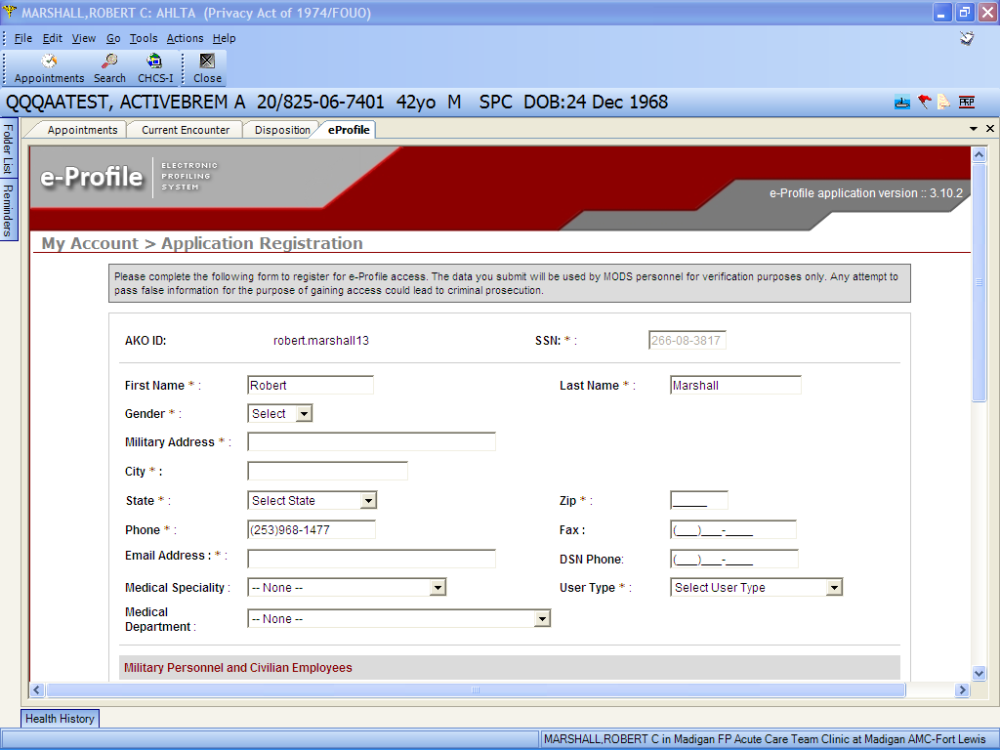 MARSHALL,ROBERT C: AHLTA (Privacy Act of 1974/FOUO)
File Edit View Go Tools Actions Help
Appointments Search CHCS-I Close
QQQAATEST, ACTIVEBREM A 20/825-06-7401 42yo M SPC DOB:24 Dec 1968
Folder List
Reminders
Appointments Current Encounter Disposition eProfile
e-Profile
ELECTRONIC
PROFILING
SYSTEM
e-Profile application version :: 3.10.2
My Account > Application Registration
Please complete the following form to register for e-Profile access. The data you submit will be used by MODS personnel for verification purposes only. Any attempt to
pass false information for the purpose of gaining access could lead to criminal prosecution.
AKO ID: robert.marshall13 SSN: * : 266-08-3817
First Name * : Robert Last Name * : Marshall
Gender * : Select
Military Address * :
City * :
State * : Select State Zip * : _____
Phone * : (253)968-1477 Fax : (___)___-____
Email Address : * : DSN Phone: (___)___-____
Medical Speciality : -- None -- User Type * : Select User Type
Medical
Department : -- None --
Military Personnel and Civilian Employees
Health History
MARSHALL,ROBERT C in Madigan FP Acute Care Team Clinic at Madigan AMC-Fort Lewis